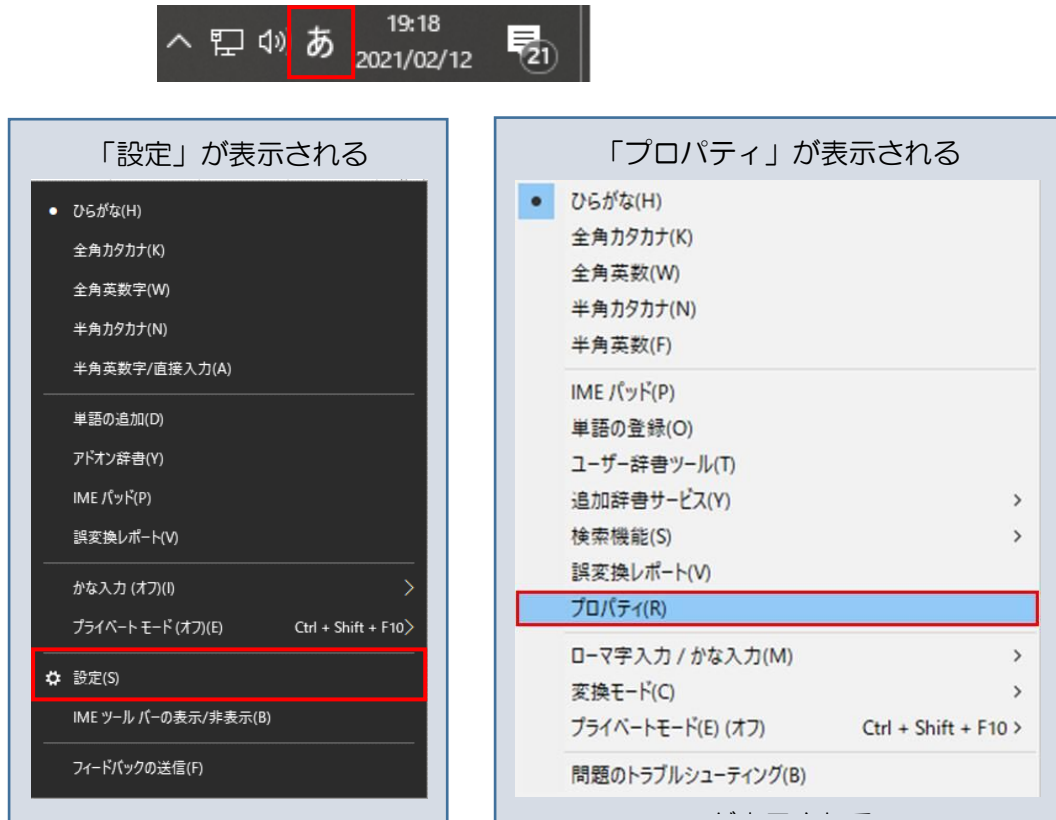 あ
19:18
2021/02/12
21
「設定」が表示される
ひらがな(H)
全角カタカナ(K)
全角英数字(W)
半角カタカナ(N)
半角英数字/直接入力(A)
単語の追加(D)
アドオン辞書(Y)
IME パッド(P)
誤変換レポート(V)
かな入力 (オフ)(I)
プライベート モード (オフ)(E) Ctrl + Shift + F10
設定(S)
IME ツール バーの表示/非表示(B)
フィードバックの送信(F)
「プロパティ」が表示される
ひらがな(H)
全角カタカナ(K)
全角英数(W)
半角カタカナ(N)
半角英数(F)
IME パッド(P)
単語の登録(O)
ユーザー辞書ツール(T)
追加辞書サービス(Y)
検索機能(S)
誤変換レポート(V)
プロパティ(R)
ローマ字入力 / かな入力(M)
変換モード(C)
プライベートモード(E) (オフ) Ctrl + Shift + F10
問題のトラブルシューティング(B)